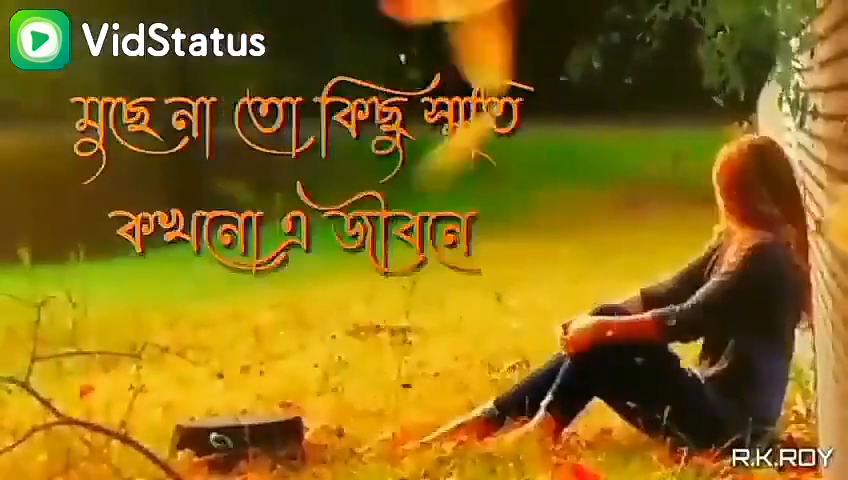 VidStatus
মুছে না তো কিছু স্মৃতি
কখনো এ জীবনে
R.K.ROY